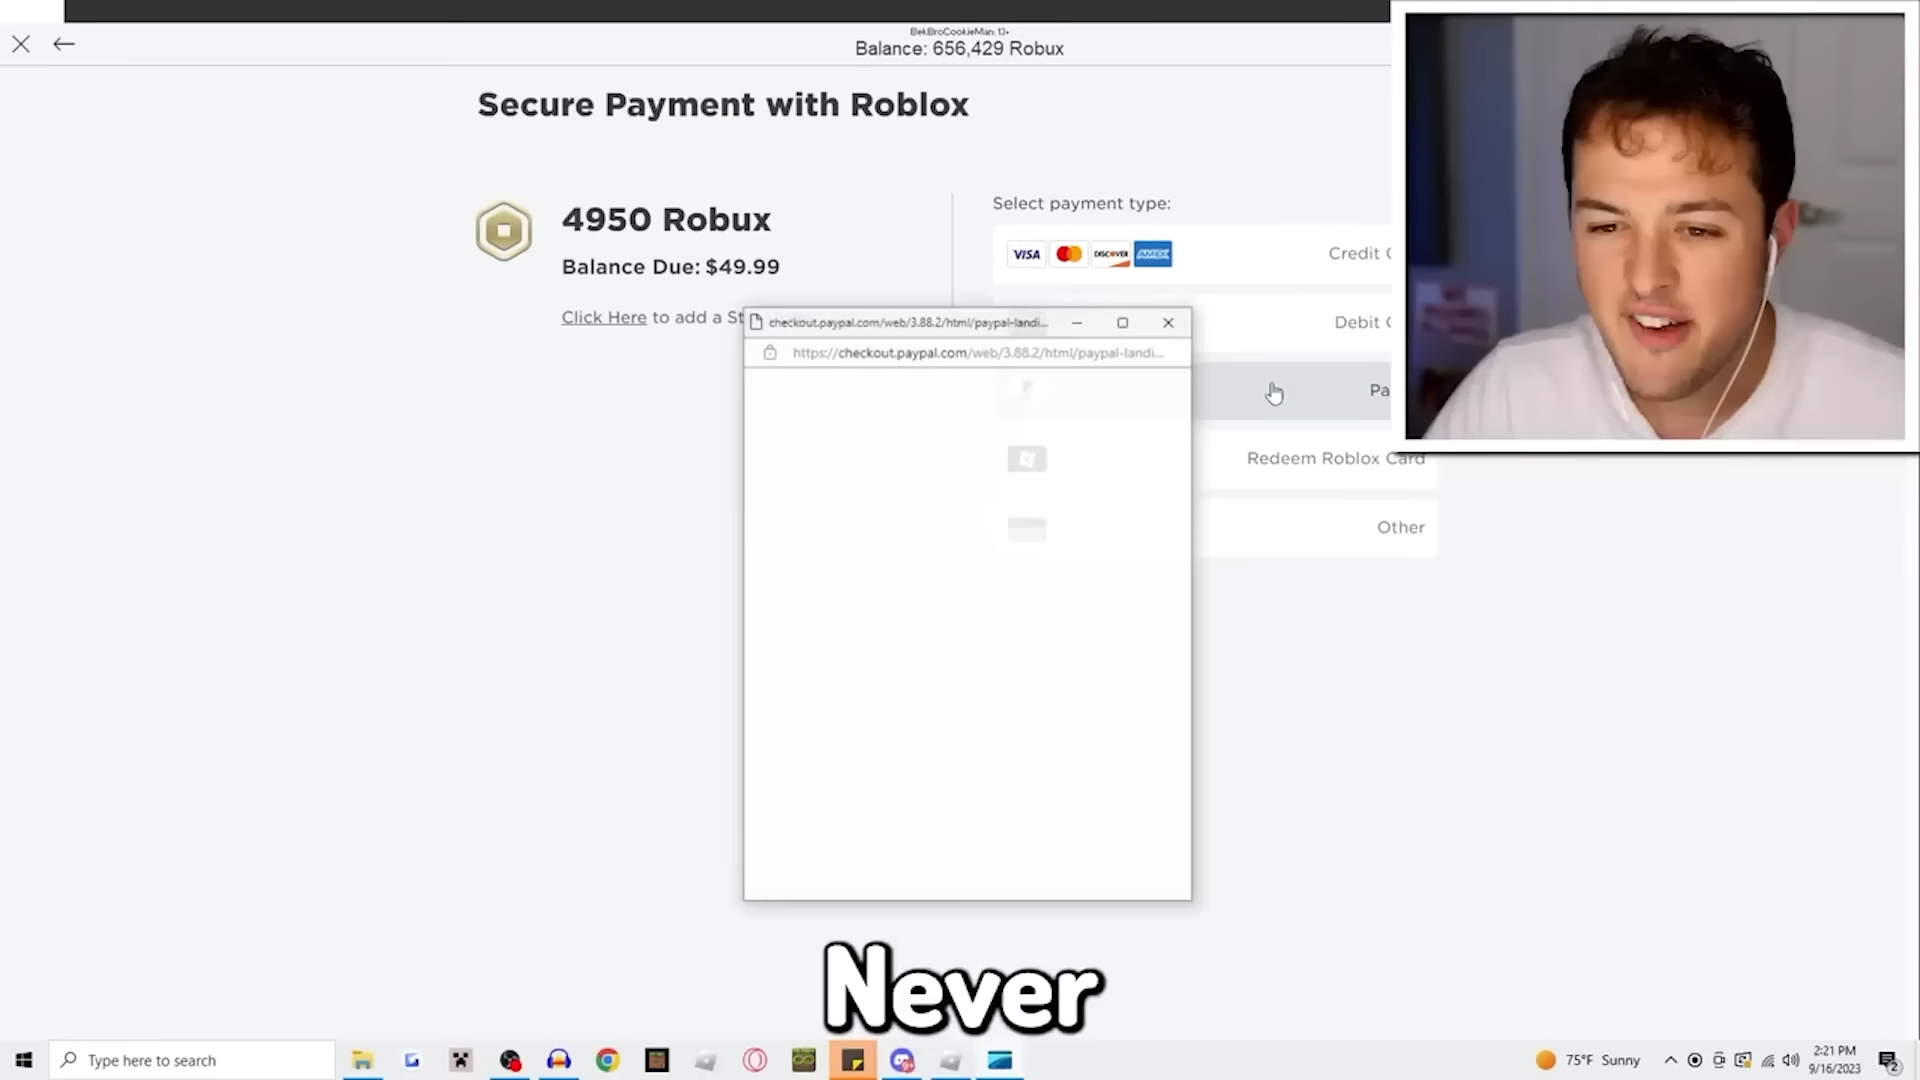 BekBroCookieMan: 13+
Balance: 656,429 Robux
Secure Payment with Roblox
4950 Robux
Balance Due: $49.99
Click Here to add a St
Select payment type:
VISA
DISCOVER
AMEX
Credit C
Debit C
Pa
Redeem Roblox Card
Other
checkout.paypal.com/web/3.88.2/html/paypal-landi...
https://checkout.paypal.com/web/3.88.2/html/paypal-landi...
Never
Type here to search
75°F Sunny
2:21 PM
9/16/2023
2